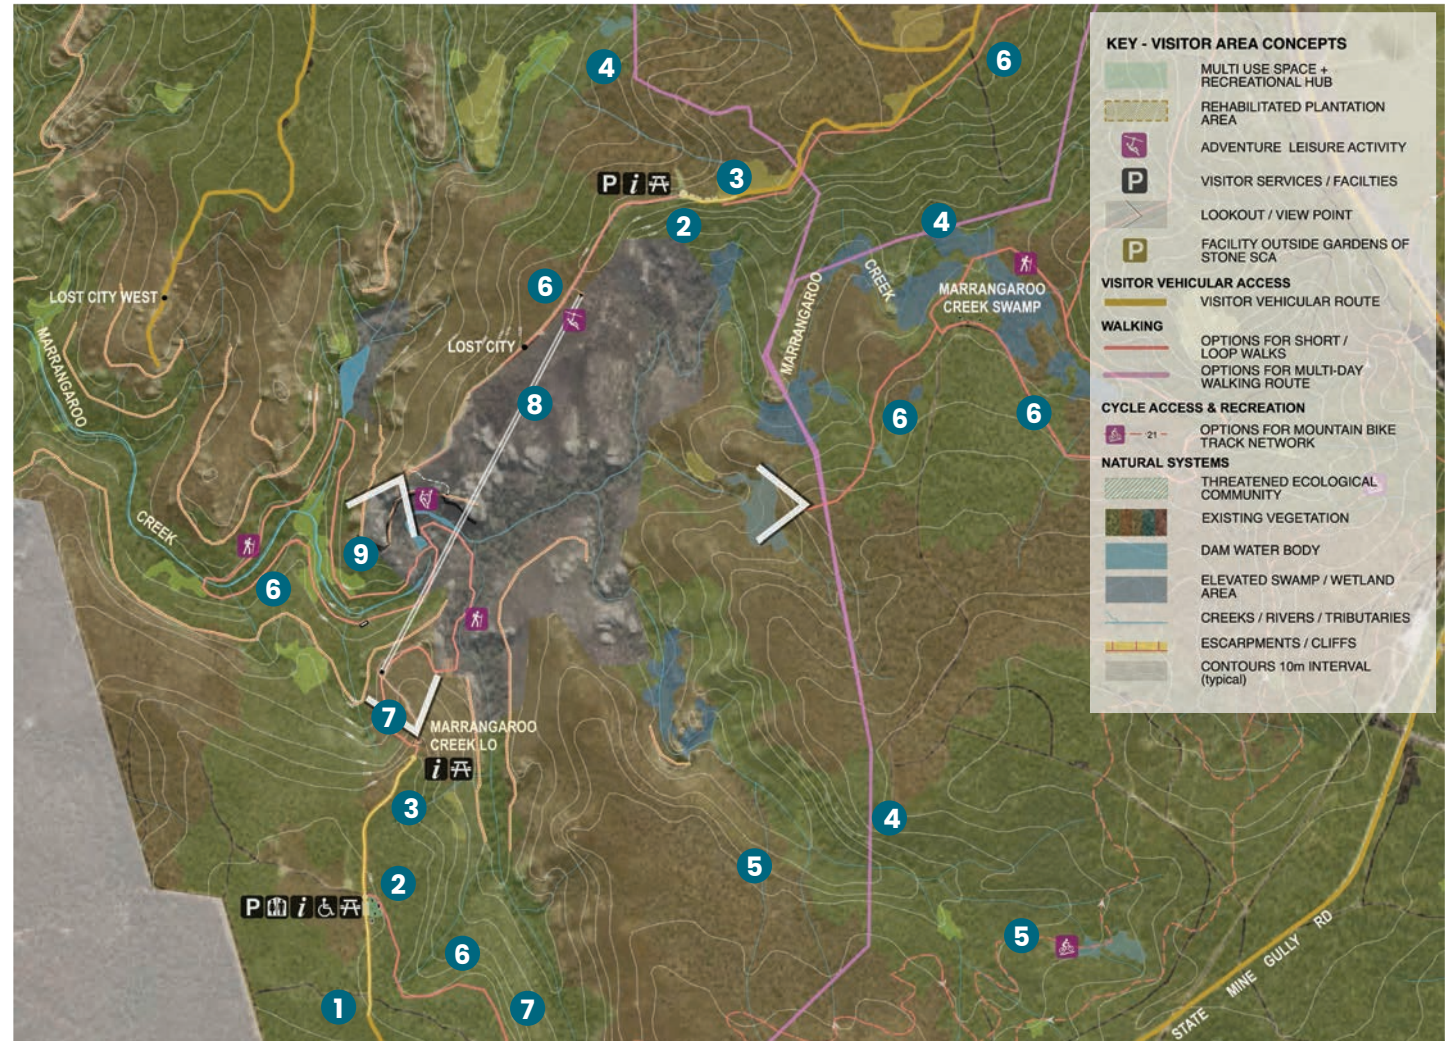 KEY - VISITOR AREA CONCEPTS
MULTI USE SPACE +
RECREATIONAL HUB
REHABILITATED PLANTATION
AREA
ADVENTURE LEISURE ACTIVITY
P
VISITOR SERVICES / FACILTIES
LOOKOUT / VIEW POINT
P
FACILITY OUTSIDE GARDENS OF
STONE SCA
VISITOR VEHICULAR ACCESS
VISITOR VEHICULAR ROUTE
WALKING
OPTIONS FOR SHORT /
LOOP WALKS
OPTIONS FOR MULTI-DAY
WALKING ROUTE
CYCLE ACCESS & RECREATION
21
OPTIONS FOR MOUNTAIN BIKE
TRACK NETWORK
NATURAL SYSTEMS
THREATENED ECOLOGICAL
COMMUNITY
EXISTING VEGETATION
DAM WATER BODY
ELEVATED SWAMP / WETLAND
AREA
CREEKS / RIVERS / TRIBUTARIES
ESCARPMENTS / CLIFFS
CONTOURS 10m INTERVAL
(typical)
4
6
P i
3
2
4
6
LOST CITY WEST
LOST CITY
MARRANGAROO
CREEK
MARRANGAROO
CREEK
MARRANGAROO
CREEK SWAMP
8
6
6
9
6
7
MARRANGAROO
CREEK LO
i
3
4
5
2
P i
5
6
1
7
STATE MINE GULLY RD